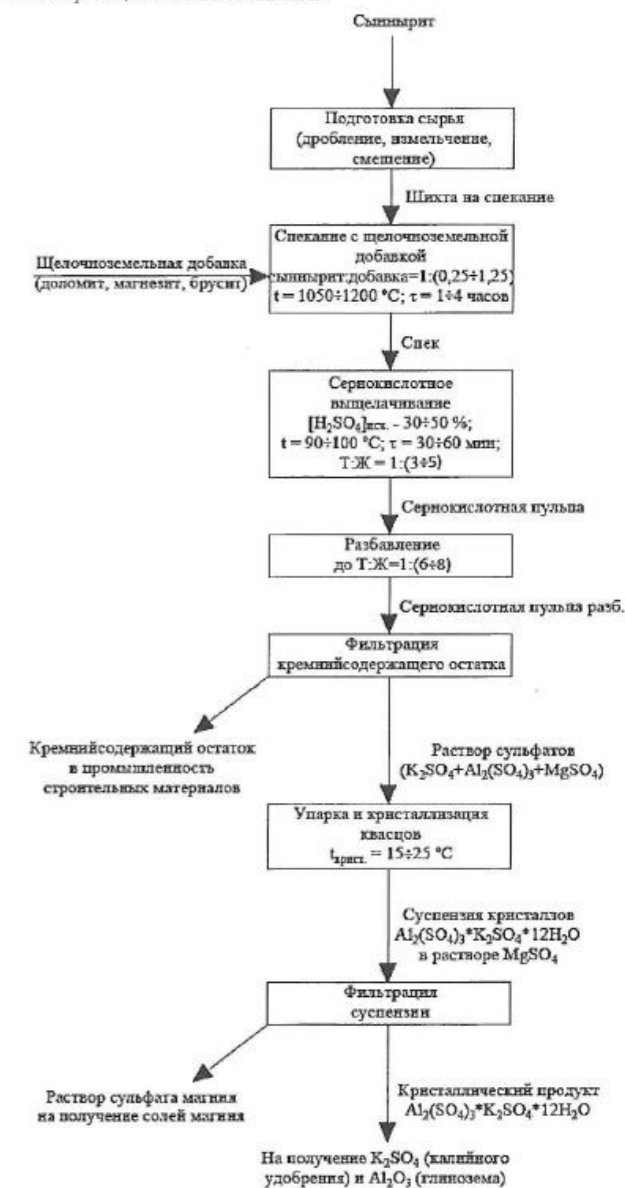 Сыннырит
Подготовка сырья
(дробление, измельчение,
смешение)
Шихта на спекание
Спекание с щелочноземельной
добавкой
сыннырит:добавка=1:(0,25÷1,25)
t = 1050÷1200 °C; τ = 1÷4 часов
Щелочноземельная добавка
(доломит, магнезит, брусит)
Спек
Сернокислотное
выщелачивание
[H₂SO₄]исх. - 30÷50 %;
t = 90÷100 °C; τ = 30÷60 мин;
Т:Ж = 1:(3÷5)
Сернокислотная пульпа
Разбавление
до Т:Ж=1:(6÷8)
Сернокислотная пульпа разб.
Фильтрация
кремнийсодержащего остатка
Кремнийсодержащий остаток
в промышленность
строительных материалов
Раствор сульфатов
(K₂SO₄+Al₂(SO₄)₃+MgSO₄)
Упарка и кристаллизация
квасцов
tкрист. = 15÷25 °C
Суспензия кристаллов
Al₂(SO₄)₃*K₂SO₄*12H₂O
в растворе MgSO₄
Фильтрация
суспензии
Раствор сульфата магния
на получение солей магния
Кристаллический продукт
Al₂(SO₄)₃*K₂SO₄*12H₂O
На получение K₂SO₄ (калийного
удобрения) и Al₂O₃ (глинозема)